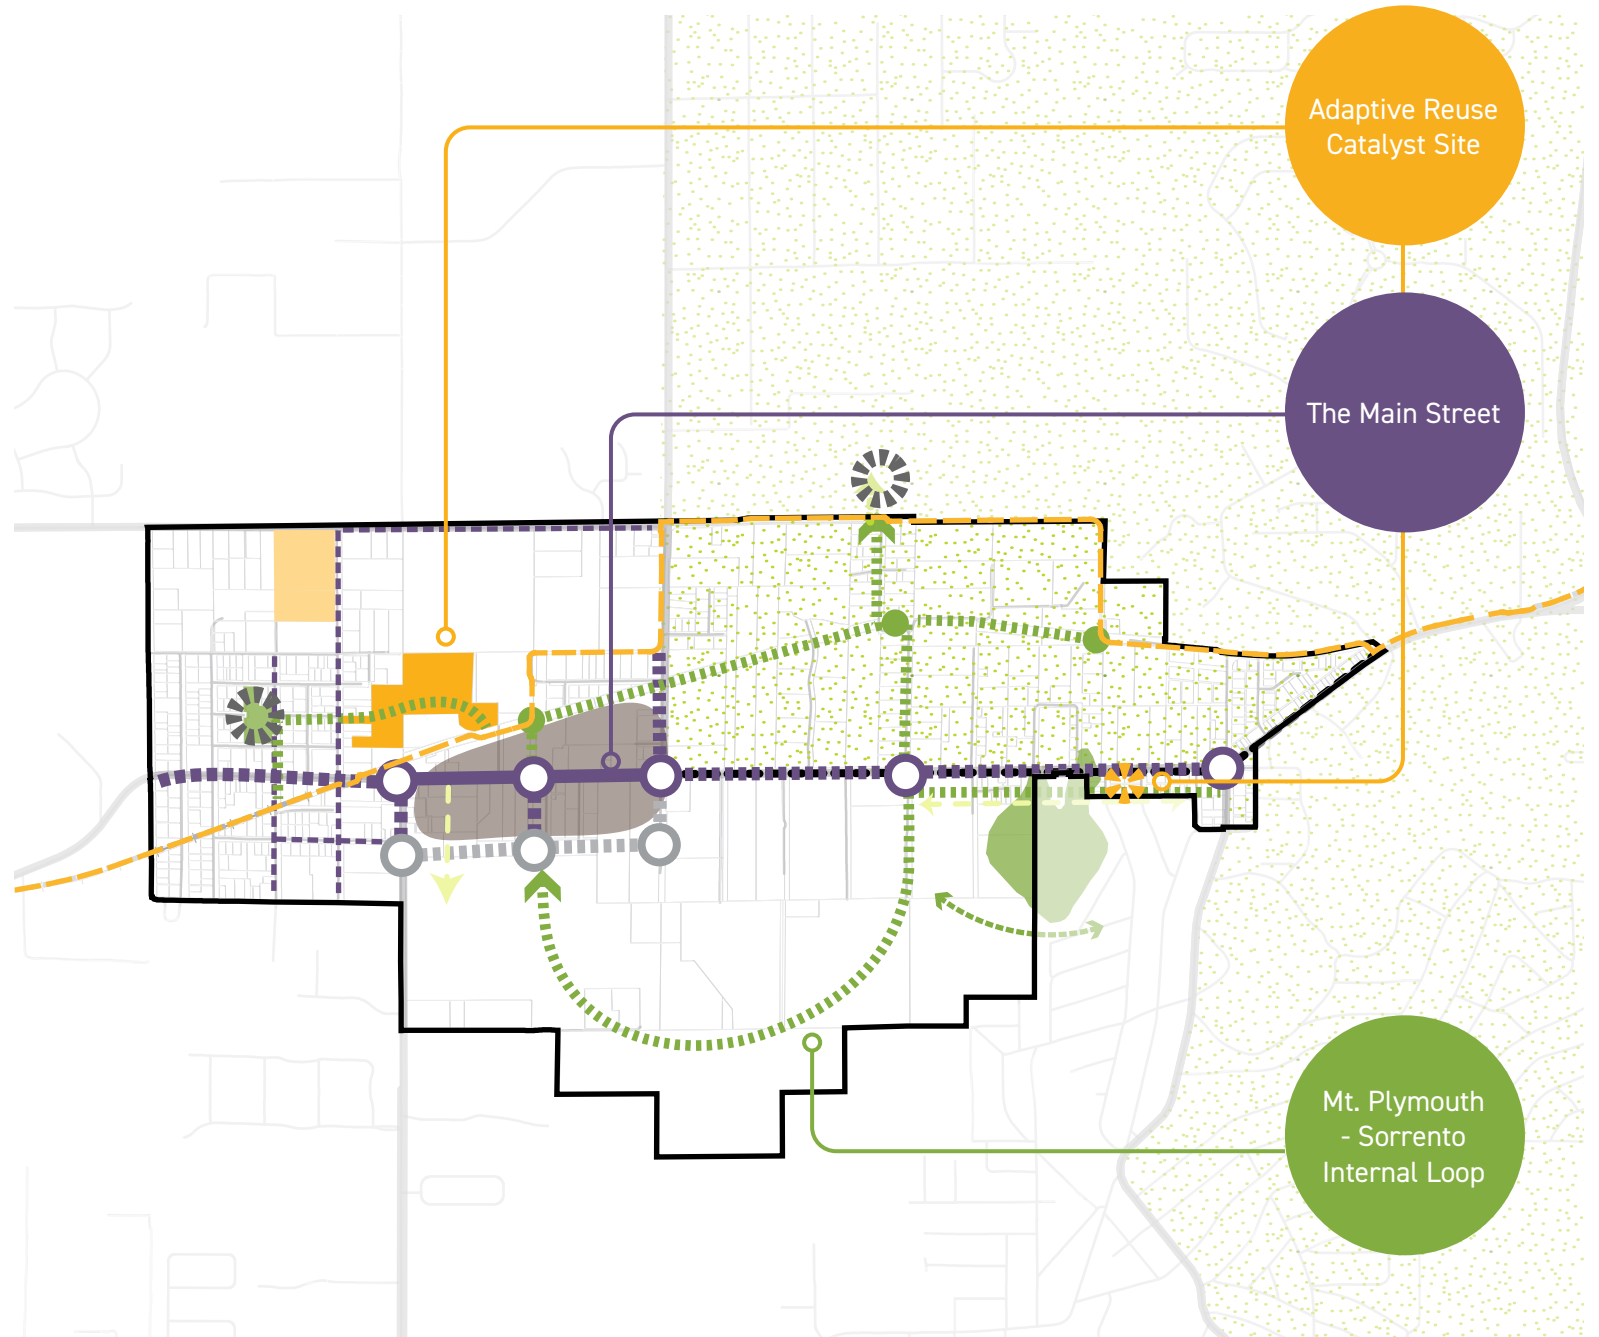 Adaptive Reuse
Catalyst Site
The Main Street
Mt. Plymouth
- Sorrento
Internal Loop